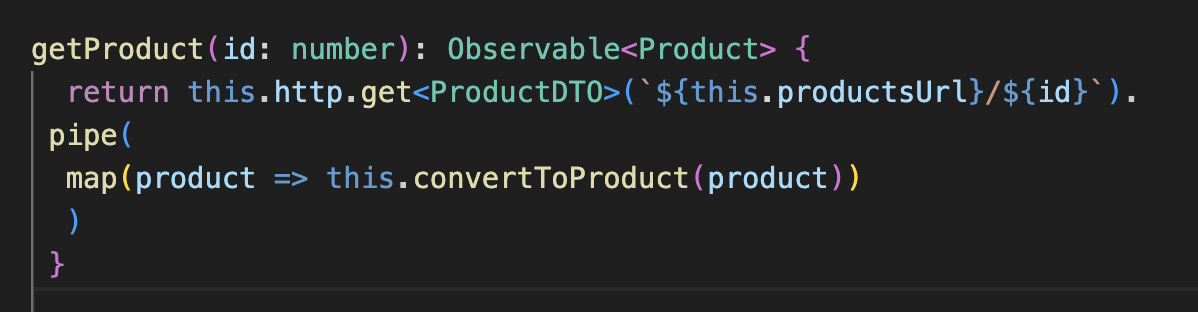 getProduct(id: number): Observable<Product> {
return this.http.get<ProductDTO>(`${this.productsUrl}/${id}`).
pipe(
map(product => this.convertToProduct(product))
)
}